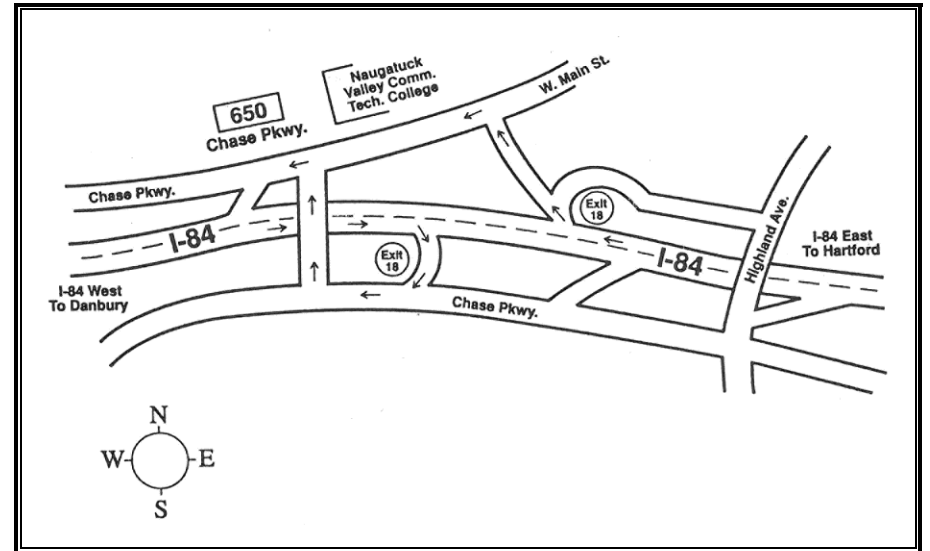 W. Main St.
Naugatuck
Valley Comm.
Tech. College
650
Chase Pkwy.
Chase Pkwy.
Exit
18
Highland Ave.
I-84
I-84 East
To Hartford
Exit
18
I-84
I-84 West
To Danbury
Chase Pkwy.
N
W
E
S